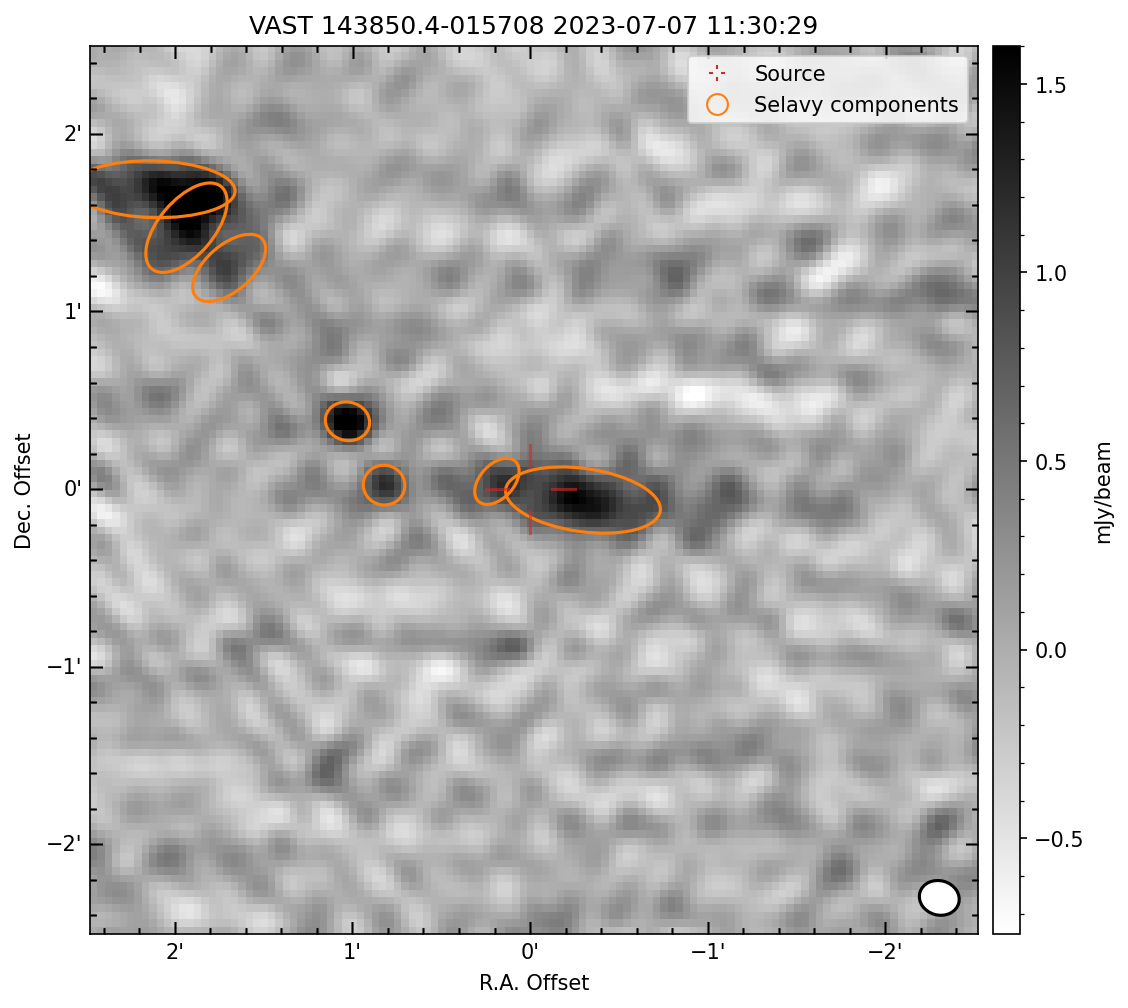 VAST 143850.4-015708 2023-07-07 11:30:29
Source
Selavy components
2'
1'
0'
−1'
−2'
Dec. Offset
2'
1'
0'
−1'
−2'
R.A. Offset
1.5
1.0
0.5
0.0
−0.5
mJy/beam